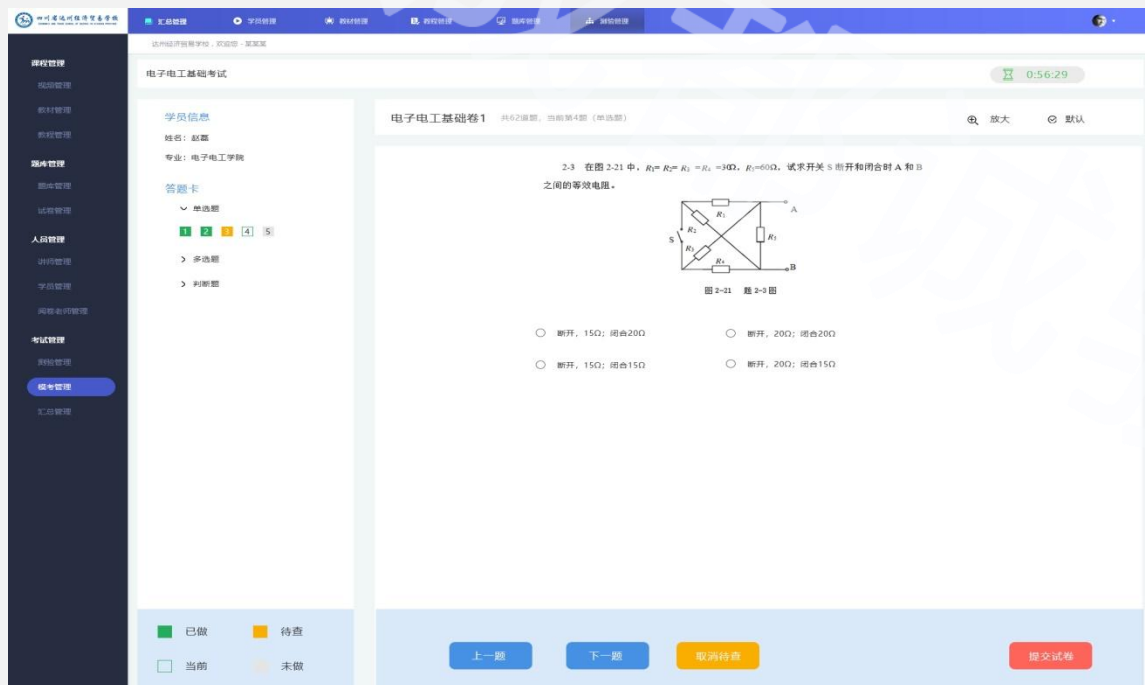 四川省达州经济贸易学校
汇总管理 学员管理 教材管理 教程管理 题库管理 测验管理
达州经济贸易学校，欢迎您 - 某某某
课程管理
视频管理
教材管理
教程管理
题库管理
题库管理
试卷管理
人员管理
讲师管理
学员管理
阅卷老师管理
考试管理
测验管理
模考管理
汇总管理
电子电工基础考试
0:56:29
学员信息
姓名：赵磊
专业：电子电工学院
答题卡
单选题
1 2 3 4 5
多选题
判断题
电子电工基础卷1 共62道题，当前第4题（单选题）
放大 默认
2-3 在图 2-21 中，R₁= R₂= R₃ =R₄ =30Ω，R₅=60Ω，试求开关 S 断开和闭合时 A 和 B
之间的等效电阻。
A
R₁
R₂
S
R₅
R₃
R₄
B
图 2-21 题 2-3 图
断开，15Ω；闭合20Ω
断开，20Ω；闭合20Ω
断开，15Ω；闭合15Ω
断开，20Ω；闭合15Ω
已做 待查
当前 未做
上一题 下一题 取消待查 提交试卷